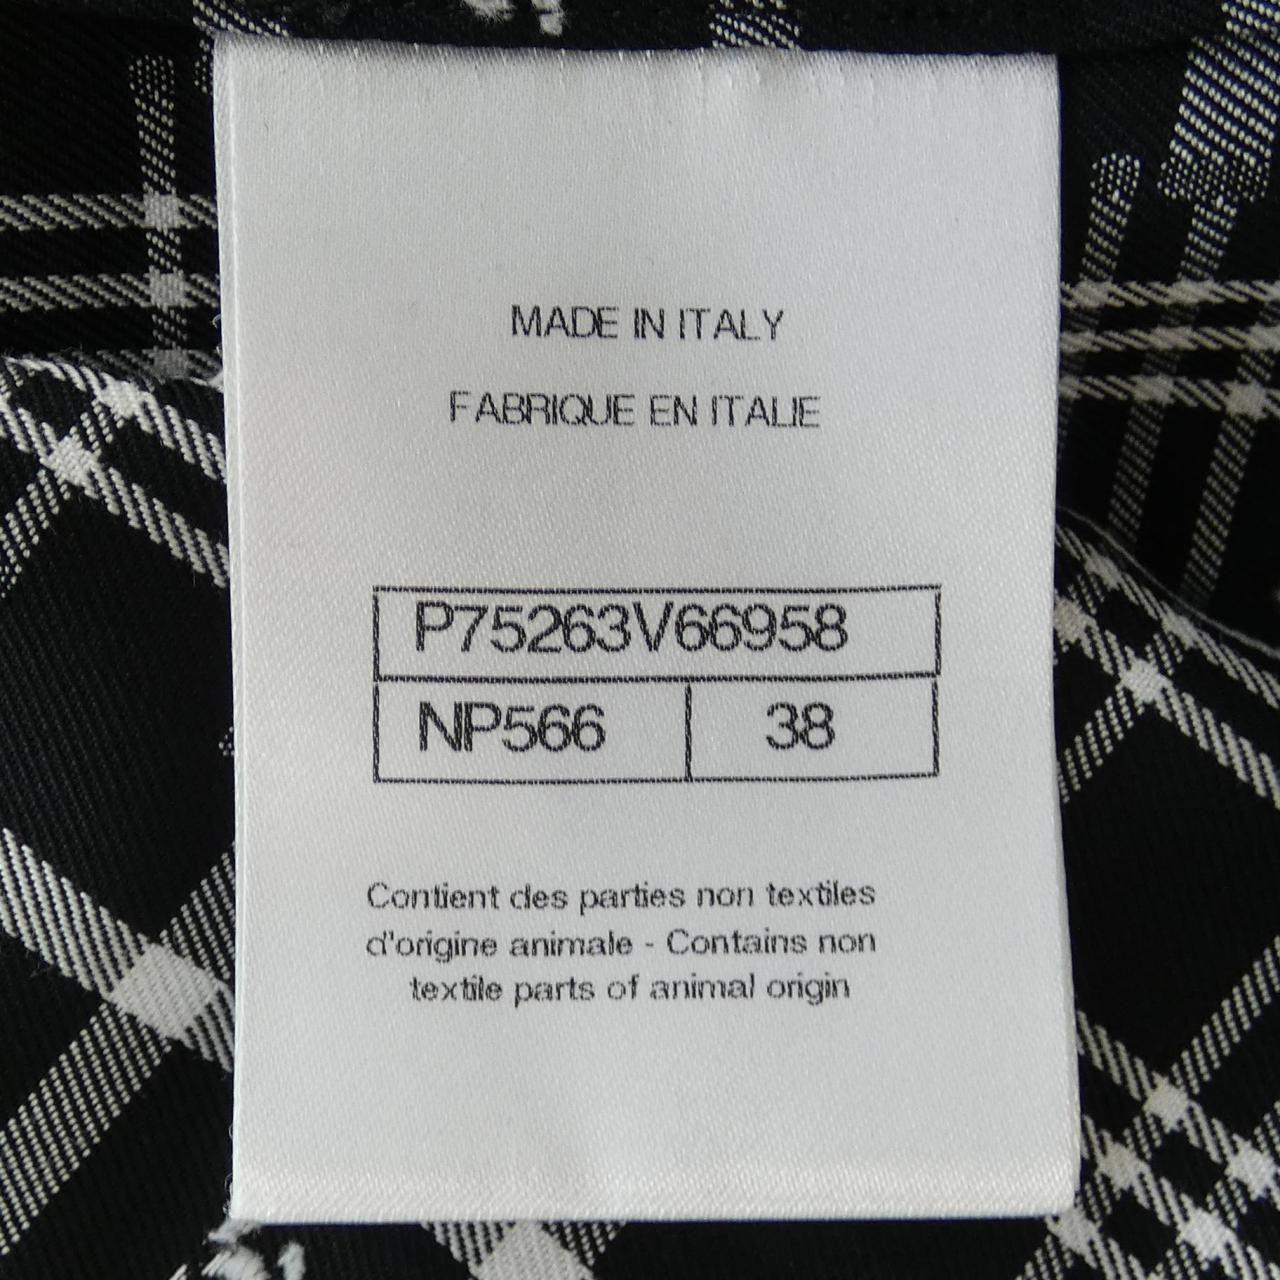 MADE IN ITALY
FABRIQUE EN ITALIE
P75263V66958
NP566 38
Contient des parties non textiles
d'origine animale - Contains non
textile parts of animal origin